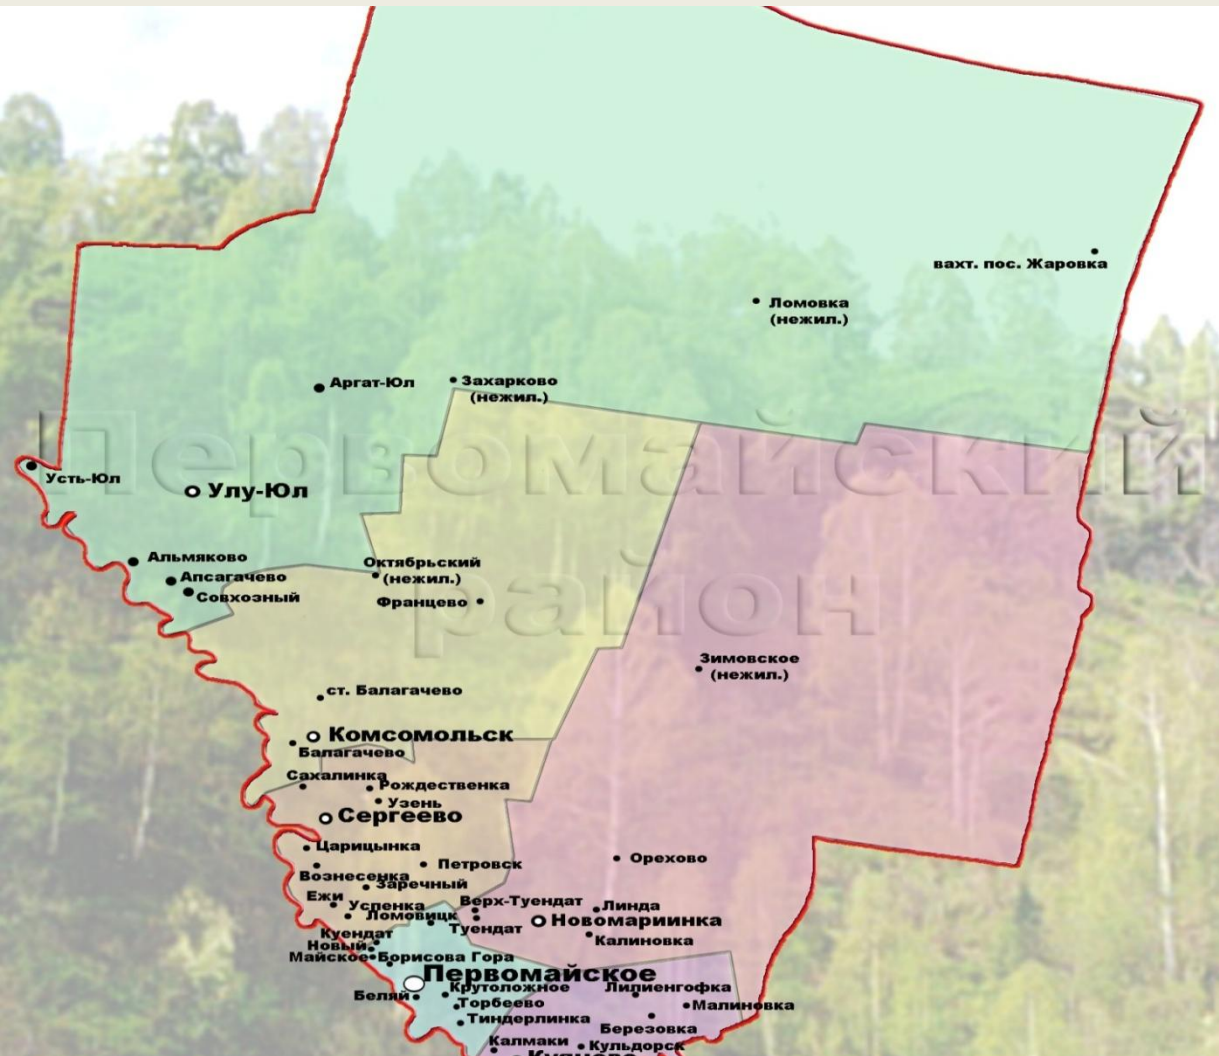 вахт. пос. Жаровка
Ломовка
(нежил.)
Аргат-Юл
Захарково
(нежил.)
Первомайский
район
Усть-Юл
Улу-Юл
Альмяково
Апсагачево
Совхозный
Октябрьский
(нежил.)
Францево
Зимовское
(нежил.)
ст. Балагачево
Комсомольск
Балагачево
Сахалинка
Рождественка
Узень
Сергеево
Царицынка
Орехово
Петровск
Вознесенка
Заречный
Ежи
Успенка
Верх-Туендат
Линда
Ломовицк
Новомариинка
Туендат
Куендат
Калиновка
Новый
Майское
Борисова Гора
Первомайское
Крутоложное
Лилиенгофка
Беляй
Торбеево
Малиновка
Тиндерлинка
Березовка
Калмаки
Кульдорск
Куяново